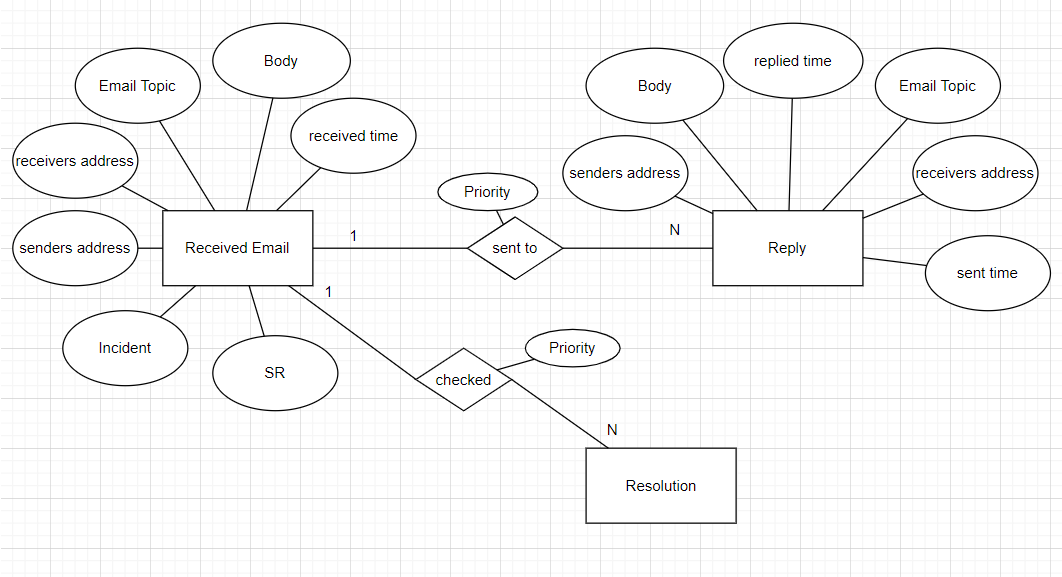 Body
replied time
Email Topic
Body
Email Topic
received time
receivers address
senders address
receivers address
Priority
senders address
Received Email
1
sent to
N
Reply
sent time
1
Incident
SR
checked
Priority
N
Resolution